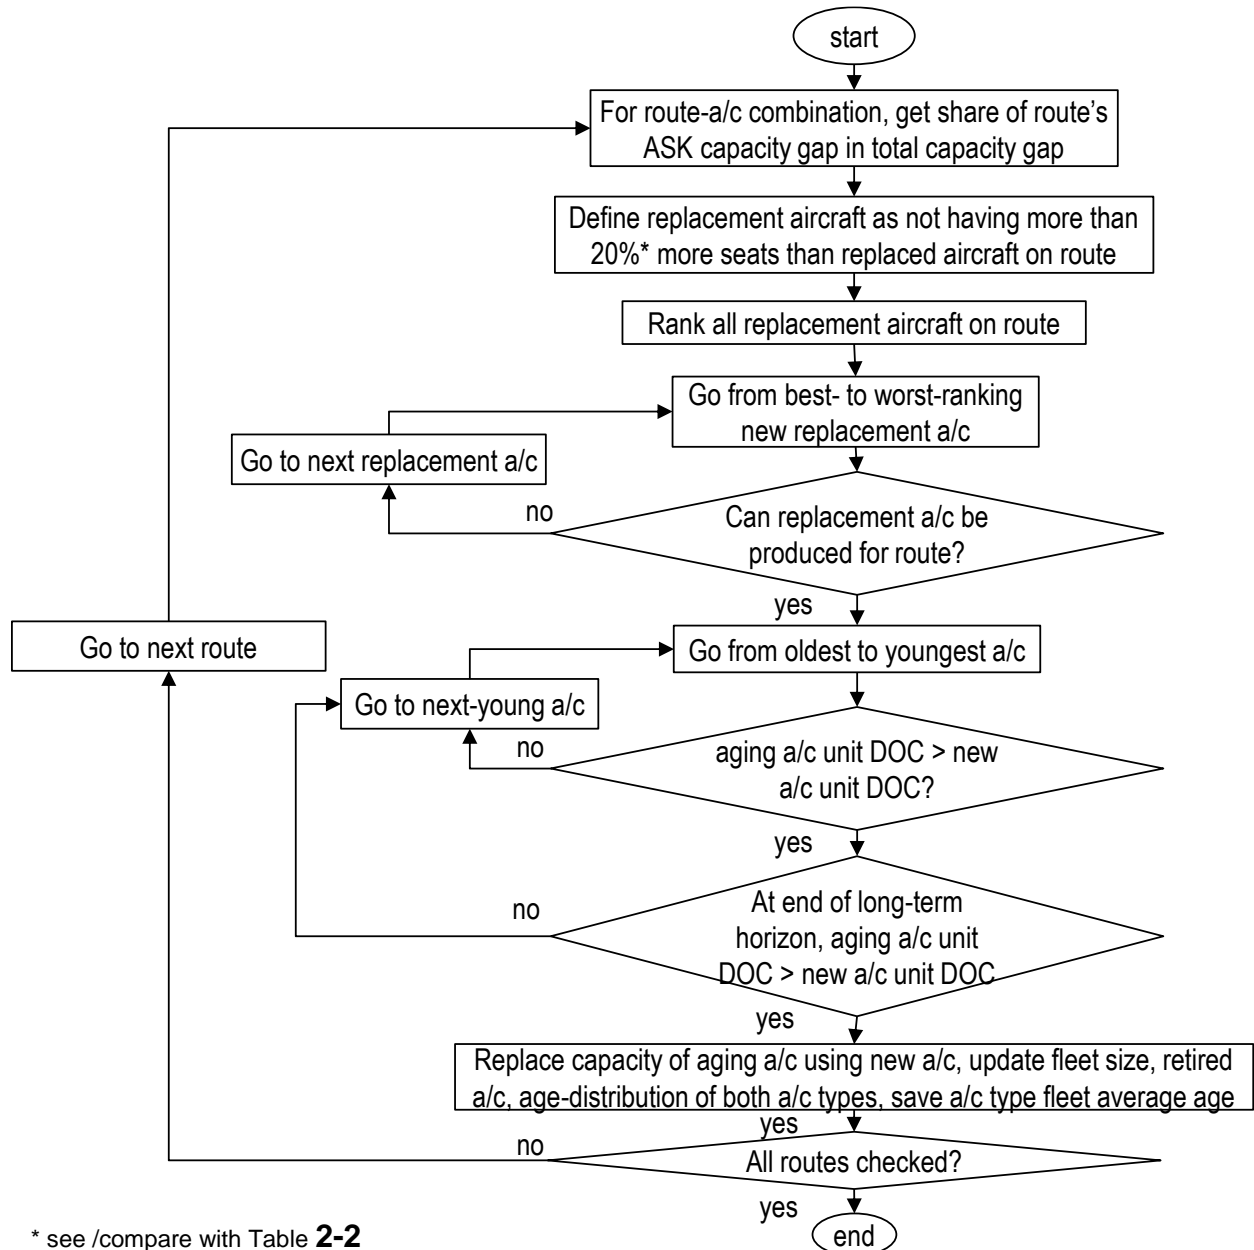 start
For route-a/c combination, get share of route’s
ASK capacity gap in total capacity gap
Define replacement aircraft as not having more than
20%* more seats than replaced aircraft on route
Rank all replacement aircraft on route
Go from best- to worst-ranking
new replacement a/c
Go to next replacement a/c
no
Can replacement a/c be
produced for route?
yes
Go to next route
Go from oldest to youngest a/c
Go to next-young a/c
no
aging a/c unit DOC > new
a/c unit DOC?
yes
no
At end of long-term
horizon, aging a/c unit
DOC > new a/c unit DOC
yes
Replace capacity of aging a/c using new a/c, update fleet size, retired
a/c, age-distribution of both a/c types, save a/c type fleet average age
yes
no
All routes checked?
yes
end
* see /compare with Table 2-2